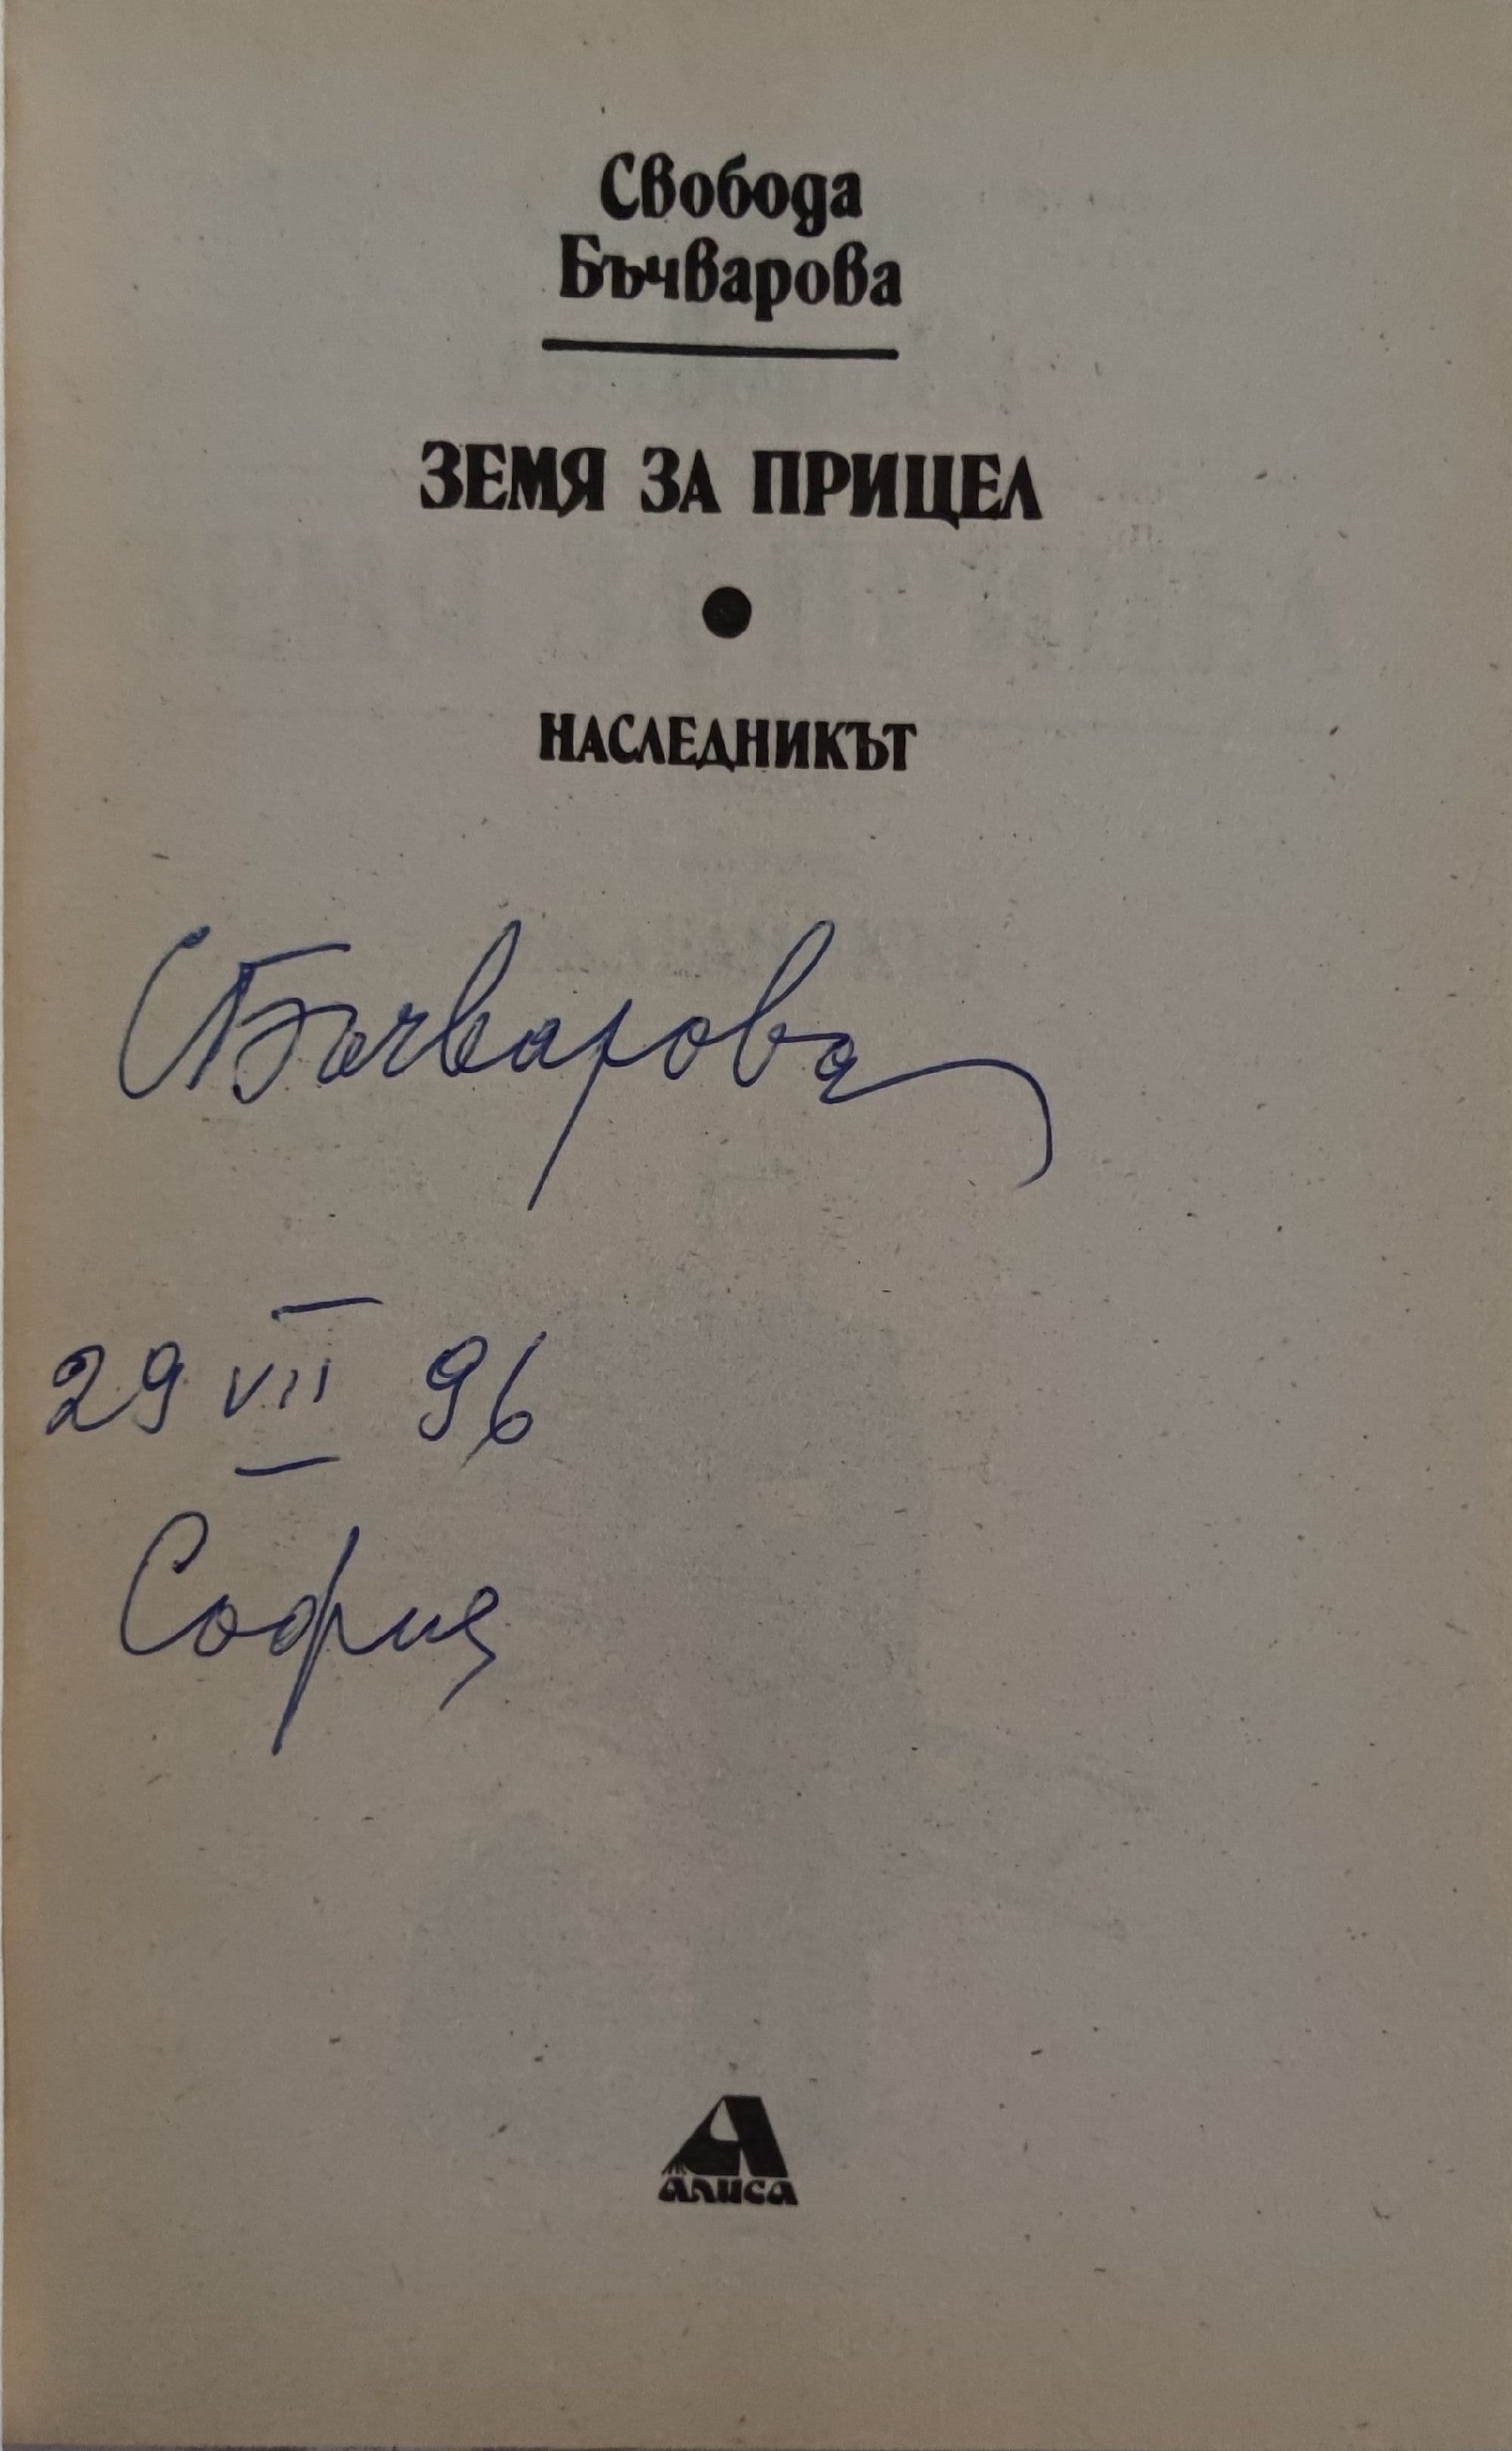 Свобода
Бъчварова
ЗЕМЯ ЗА ПРИЦЕЛ
НАСЛЕДНИКЪТ
СБъчварова
29 VII 96
София
алиса